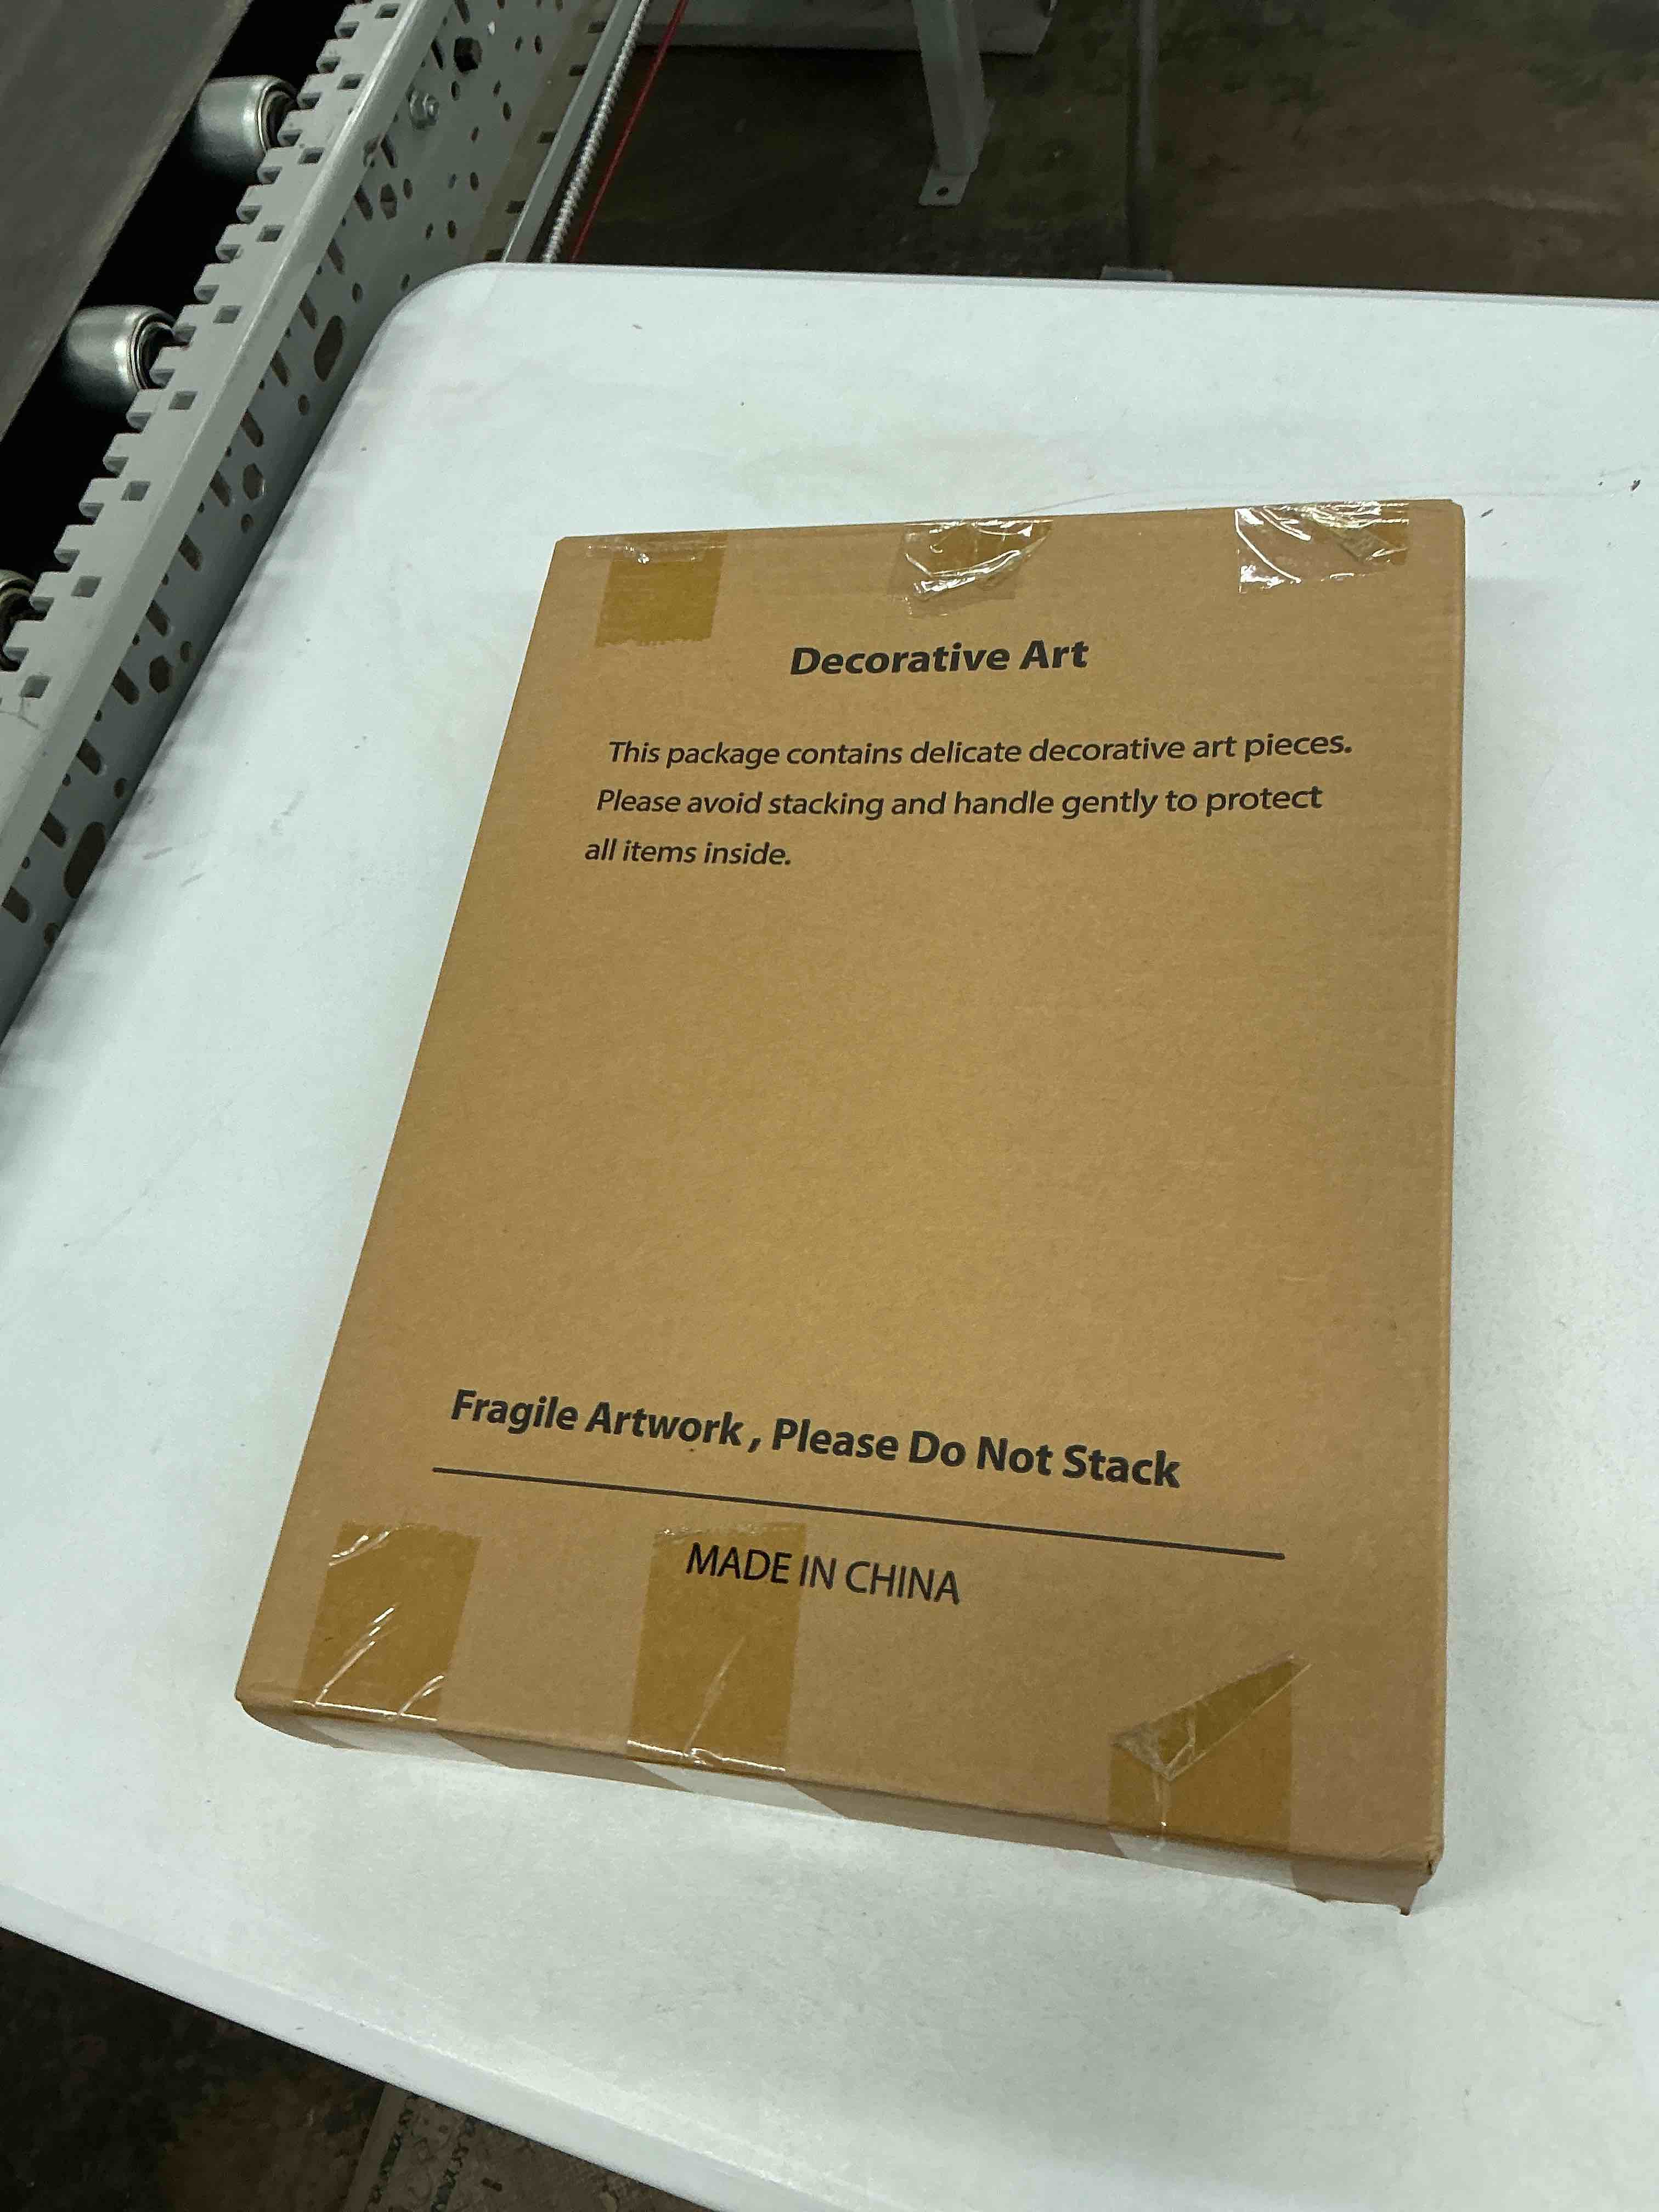 Decorative Art
This package contains delicate decorative art pieces.
Please avoid stacking and handle gently to protect
all items inside.
Fragile Artwork , Please Do Not Stack
MADE IN CHINA